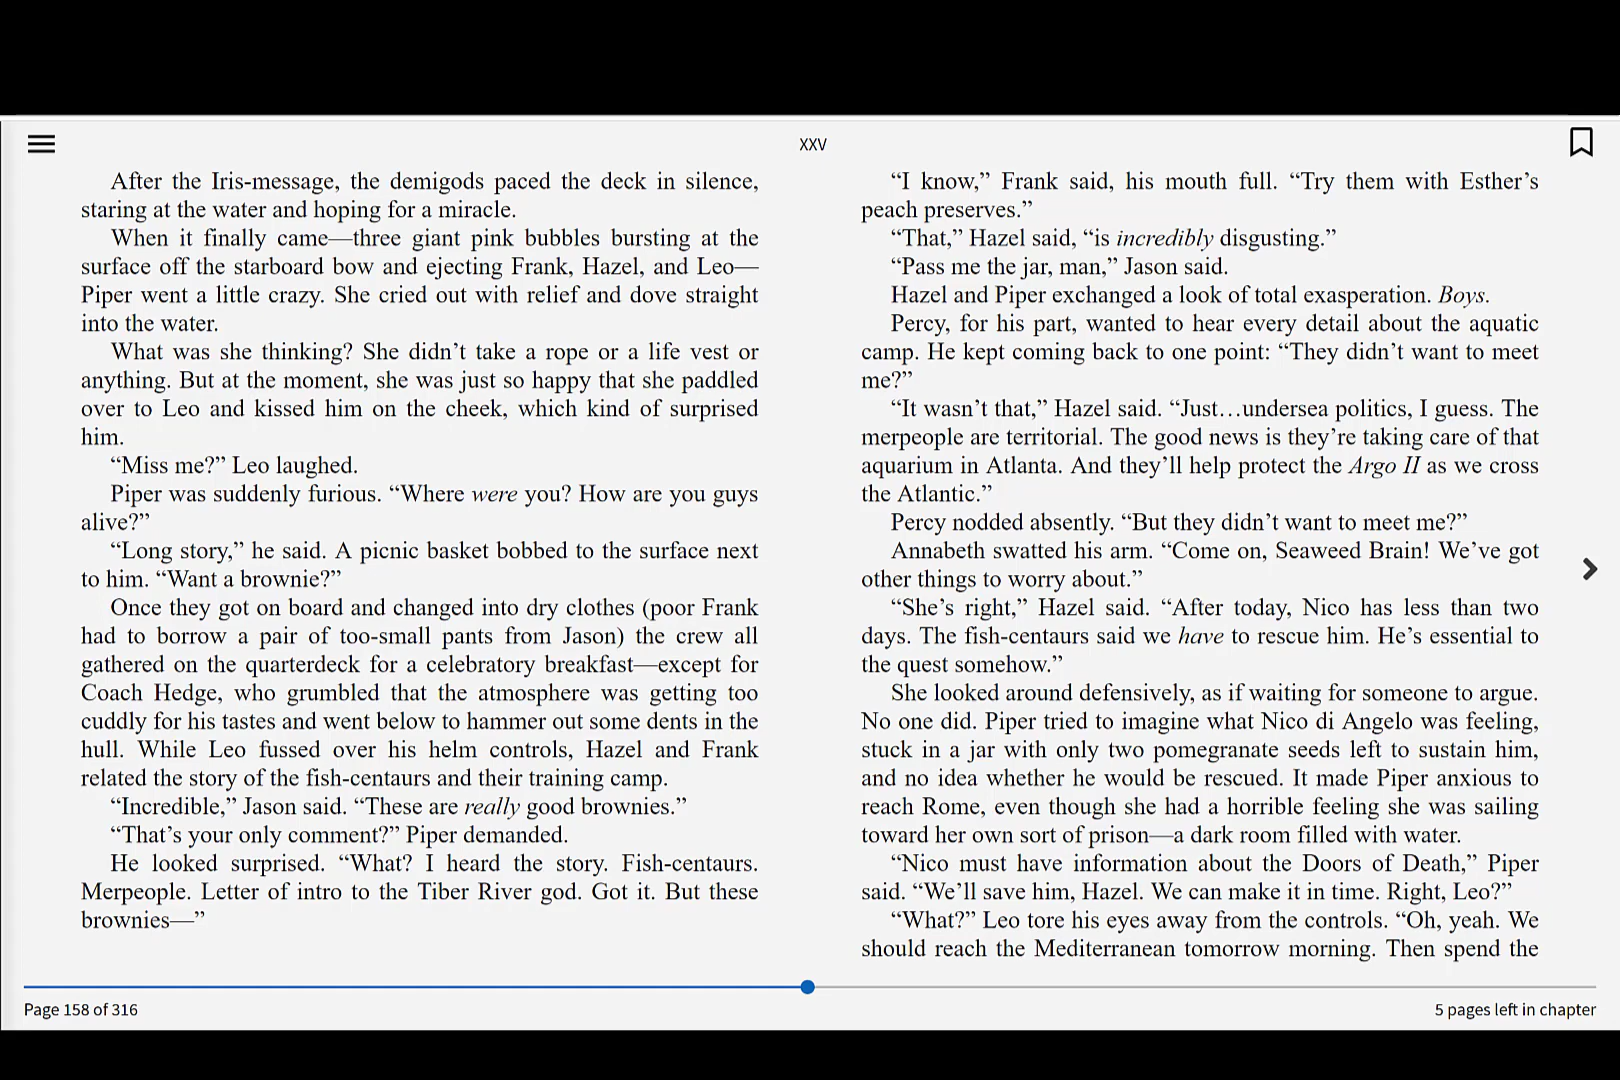 XXV
After the Iris-message, the demigods paced the deck in silence,
staring at the water and hoping for a miracle.
When it finally came—three giant pink bubbles bursting at the
surface off the starboard bow and ejecting Frank, Hazel, and Leo—
Piper went a little crazy. She cried out with relief and dove straight
into the water.
What was she thinking? She didn’t take a rope or a life vest or
anything. But at the moment, she was just so happy that she paddled
over to Leo and kissed him on the cheek, which kind of surprised
him.
“Miss me?” Leo laughed.
Piper was suddenly furious. “Where were you? How are you guys
alive?”
“Long story,” he said. A picnic basket bobbed to the surface next
to him. “Want a brownie?”
Once they got on board and changed into dry clothes (poor Frank
had to borrow a pair of too-small pants from Jason) the crew all
gathered on the quarterdeck for a celebratory breakfast—except for
Coach Hedge, who grumbled that the atmosphere was getting too
cuddly for his tastes and went below to hammer out some dents in the
hull. While Leo fussed over his helm controls, Hazel and Frank
related the story of the fish-centaurs and their training camp.
“Incredible,” Jason said. “These are really good brownies.”
“That’s your only comment?” Piper demanded.
He looked surprised. “What? I heard the story. Fish-centaurs.
Merpeople. Letter of intro to the Tiber River god. Got it. But these
brownies—”
“I know,” Frank said, his mouth full. “Try them with Esther’s
peach preserves.”
“That,” Hazel said, “is incredibly disgusting.”
“Pass me the jar, man,” Jason said.
Hazel and Piper exchanged a look of total exasperation. Boys.
Percy, for his part, wanted to hear every detail about the aquatic
camp. He kept coming back to one point: “They didn’t want to meet
me?”
“It wasn’t that,” Hazel said. “Just…undersea politics, I guess. The
merpeople are territorial. The good news is they’re taking care of that
aquarium in Atlanta. And they’ll help protect the Argo II as we cross
the Atlantic.”
Percy nodded absently. “But they didn’t want to meet me?”
Annabeth swatted his arm. “Come on, Seaweed Brain! We’ve got
other things to worry about.”
“She’s right,” Hazel said. “After today, Nico has less than two
days. The fish-centaurs said we have to rescue him. He’s essential to
the quest somehow.”
She looked around defensively, as if waiting for someone to argue.
No one did. Piper tried to imagine what Nico di Angelo was feeling,
stuck in a jar with only two pomegranate seeds left to sustain him,
and no idea whether he would be rescued. It made Piper anxious to
reach Rome, even though she had a horrible feeling she was sailing
toward her own sort of prison—a dark room filled with water.
“Nico must have information about the Doors of Death,” Piper
said. “We’ll save him, Hazel. We can make it in time. Right, Leo?”
“What?” Leo tore his eyes away from the controls. “Oh, yeah. We
should reach the Mediterranean tomorrow morning. Then spend the
Page 158 of 316
5 pages left in chapter